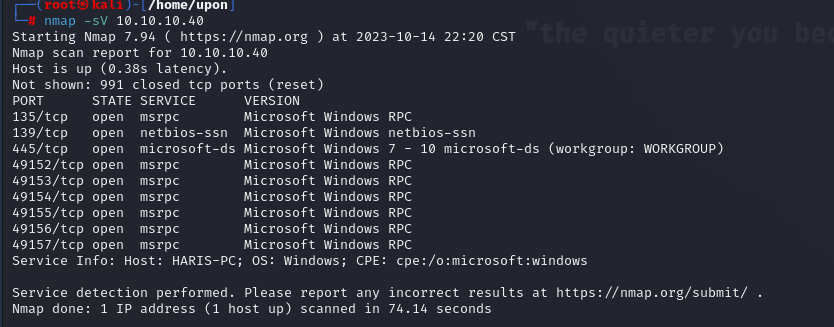 ┌──(root㉿kali)-[/home/upon]
└─# nmap -sV 10.10.10.40
Starting Nmap 7.94 ( https://nmap.org ) at 2023-10-14 22:20 CST
"the quieter you bec
Nmap scan report for 10.10.10.40
Host is up (0.38s latency).
Not shown: 991 closed tcp ports (reset)
PORT      STATE SERVICE      VERSION
135/tcp   open  msrpc        Microsoft Windows RPC
139/tcp   open  netbios-ssn  Microsoft Windows netbios-ssn
445/tcp   open  microsoft-ds Microsoft Windows 7 - 10 microsoft-ds (workgroup: WORKGROUP)
49152/tcp open  msrpc        Microsoft Windows RPC
49153/tcp open  msrpc        Microsoft Windows RPC
49154/tcp open  msrpc        Microsoft Windows RPC
49155/tcp open  msrpc        Microsoft Windows RPC
49156/tcp open  msrpc        Microsoft Windows RPC
49157/tcp open  msrpc        Microsoft Windows RPC
Service Info: Host: HARIS-PC; OS: Windows; CPE: cpe:/o:microsoft:windows

Service detection performed. Please report any incorrect results at https://nmap.org/submit/ .
Nmap done: 1 IP address (1 host up) scanned in 74.14 seconds